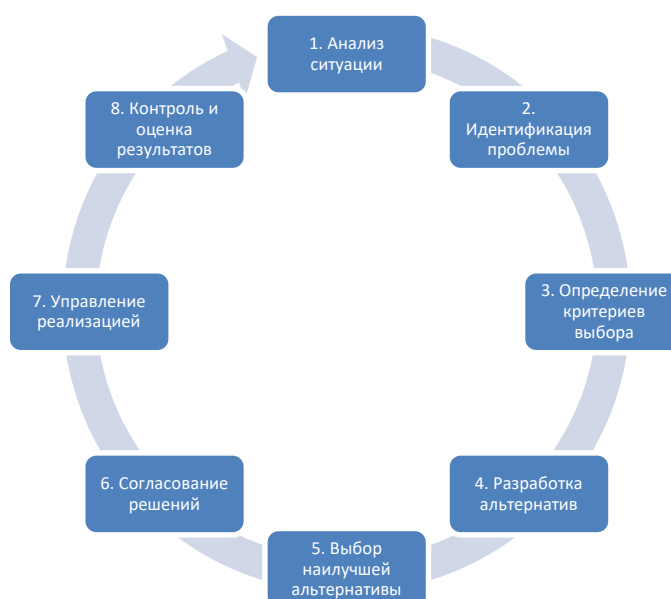 1. Анализ
ситуации
2.
Идентификация
проблемы
3. Определение
критериев
выбора
4. Разработка
альтернатив
5. Выбор
наилучшей
альтернативы
6. Согласование
решений
7. Управление
реализацией
8. Контроль и
оценка
результатов